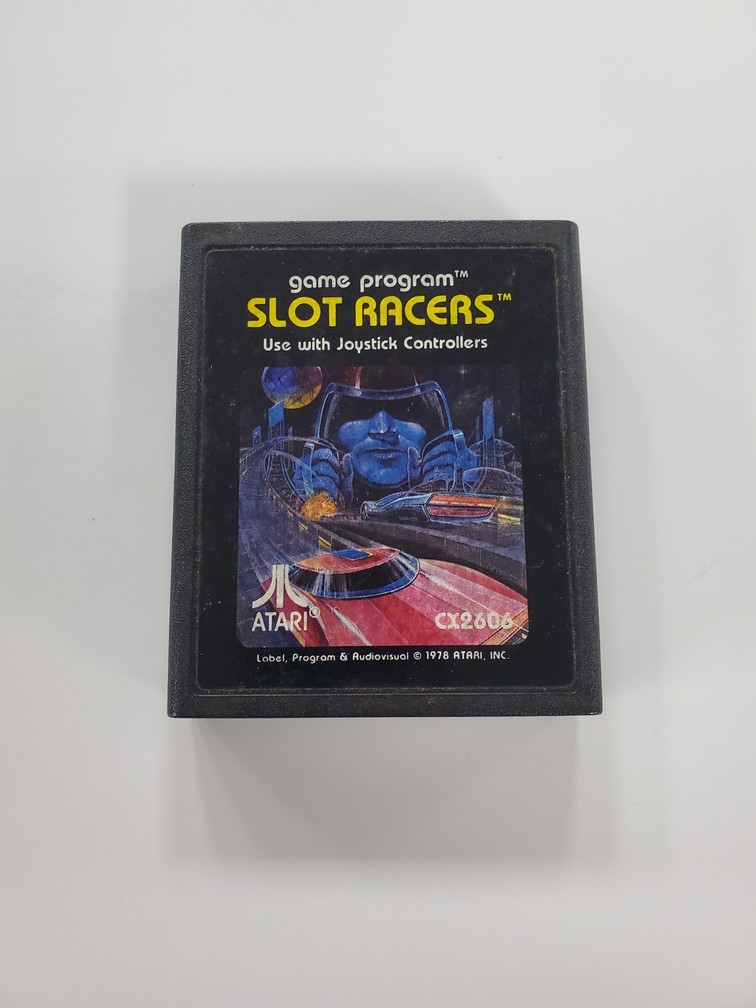 game program™
SLOT RACERS™
Use with Joystick Controllers
ATARI®
CX2606
Label, Program & Audiovisual © 1978 ATARI, INC.